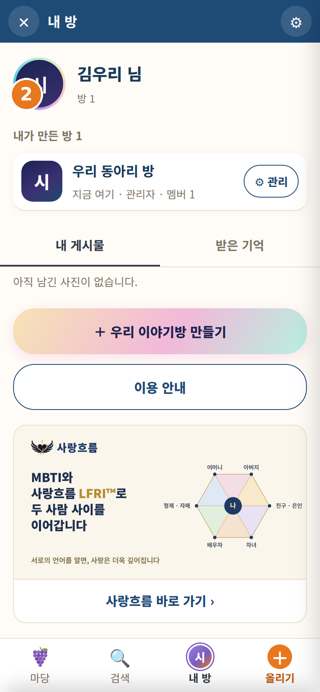 ✕ 내 방 ⚙
시
2
김우리 님
방 1
내가 만든 방 1
시
우리 동아리 방
지금 여기 · 관리자 · 멤버 1
⚙ 관리
내 게시물
받은 기억
아직 남긴 사진이 없습니다.
+ 우리 이야기방 만들기
이용 안내
사랑흐름
MBTI와
사랑흐름 LFRI™로
두 사람 사이를
이어갑니다
어머니
아버지
형제 · 자매
나
친구 · 은인
배우자
자녀
서로의 언어를 알면, 사랑은 더욱 깊어집니다
사랑흐름 바로 가기 ›
마당
검색
시
내 방
+
올리기